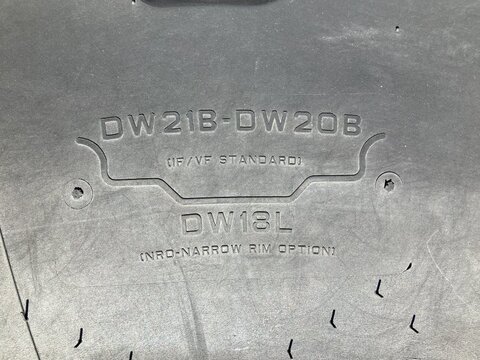 DW21B-DW20B
(IF/VF STANDARD)
DW18L
(NRO-NARROW RIM OPTION)